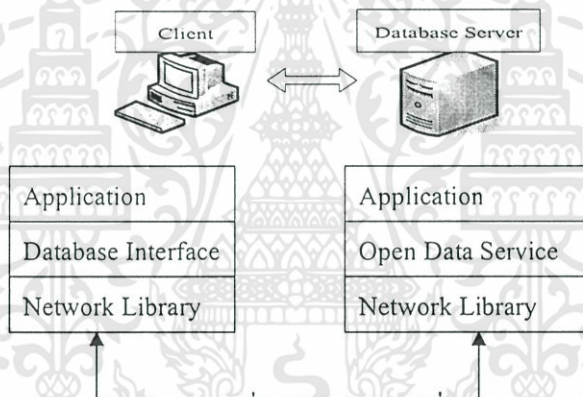 Client
Database Server
Application
Database Interface
Network Library
Application
Open Data Service
Network Library